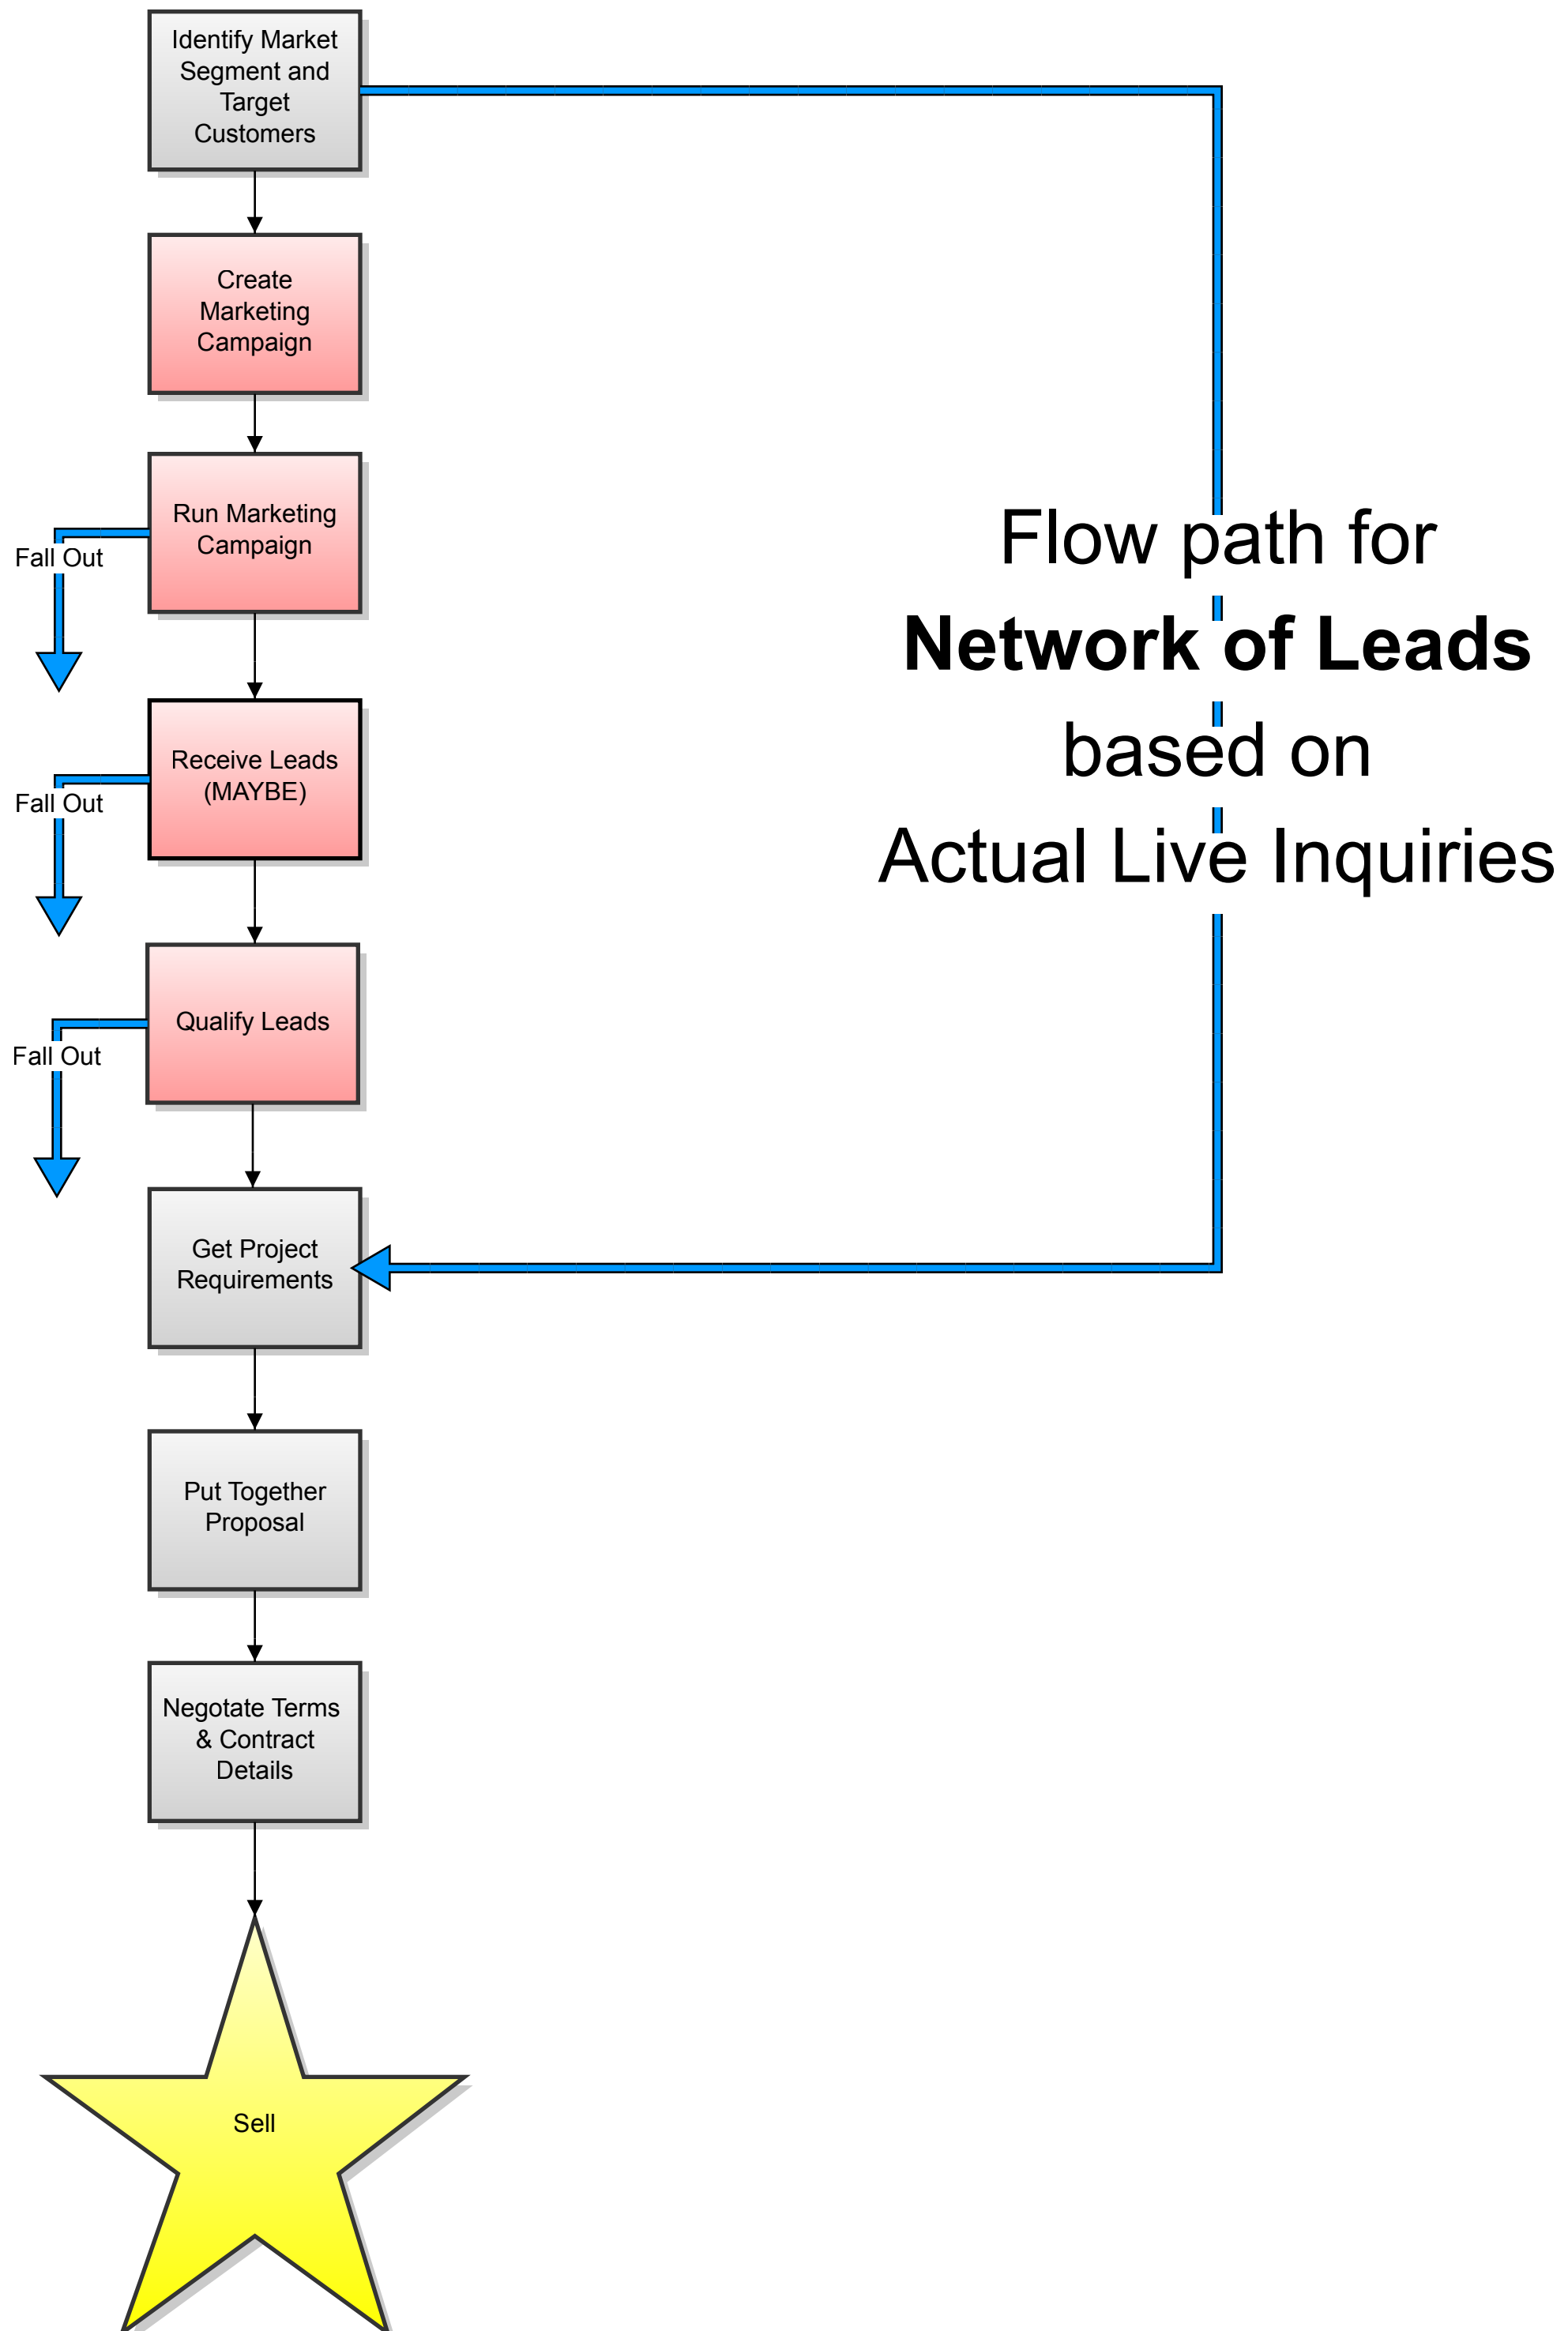 Identify Market
Segment and
Target
Customers
Create
Marketing
Campaign
Run Marketing
Campaign
Fall Out
Flow path for
Network of Leads
based on
Actual Live Inquiries
Receive Leads
(MAYBE)
Fall Out
Qualify Leads
Fall Out
Get Project
Requirements
Put Together
Proposal
Negotate Terms
& Contract
Details
Sell